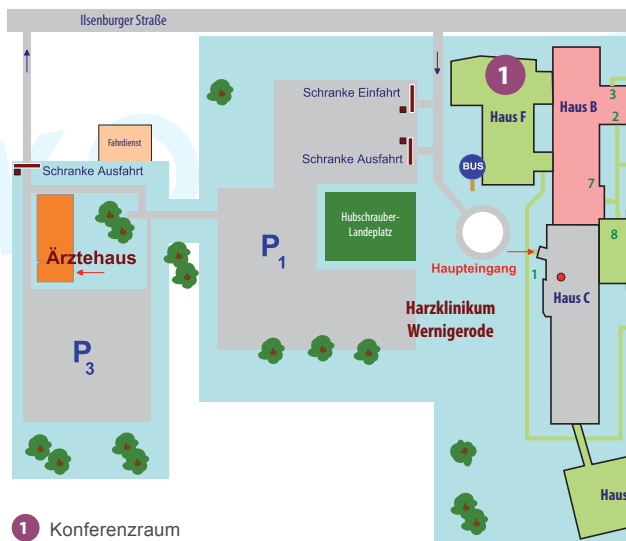 Ilsenburger Straße
1
Schranke Einfahrt
3
Haus B
Haus F
2
Fahrdienst
Schranke Ausfahrt
BUS
Schranke Ausfahrt
7
Hubschrauber-
Landeplatz
8
P1
Ärztehaus
Haupteingang
1
Haus C
Harzklinikum
Wernigerode
P3
Haus
1 Konferenzraum